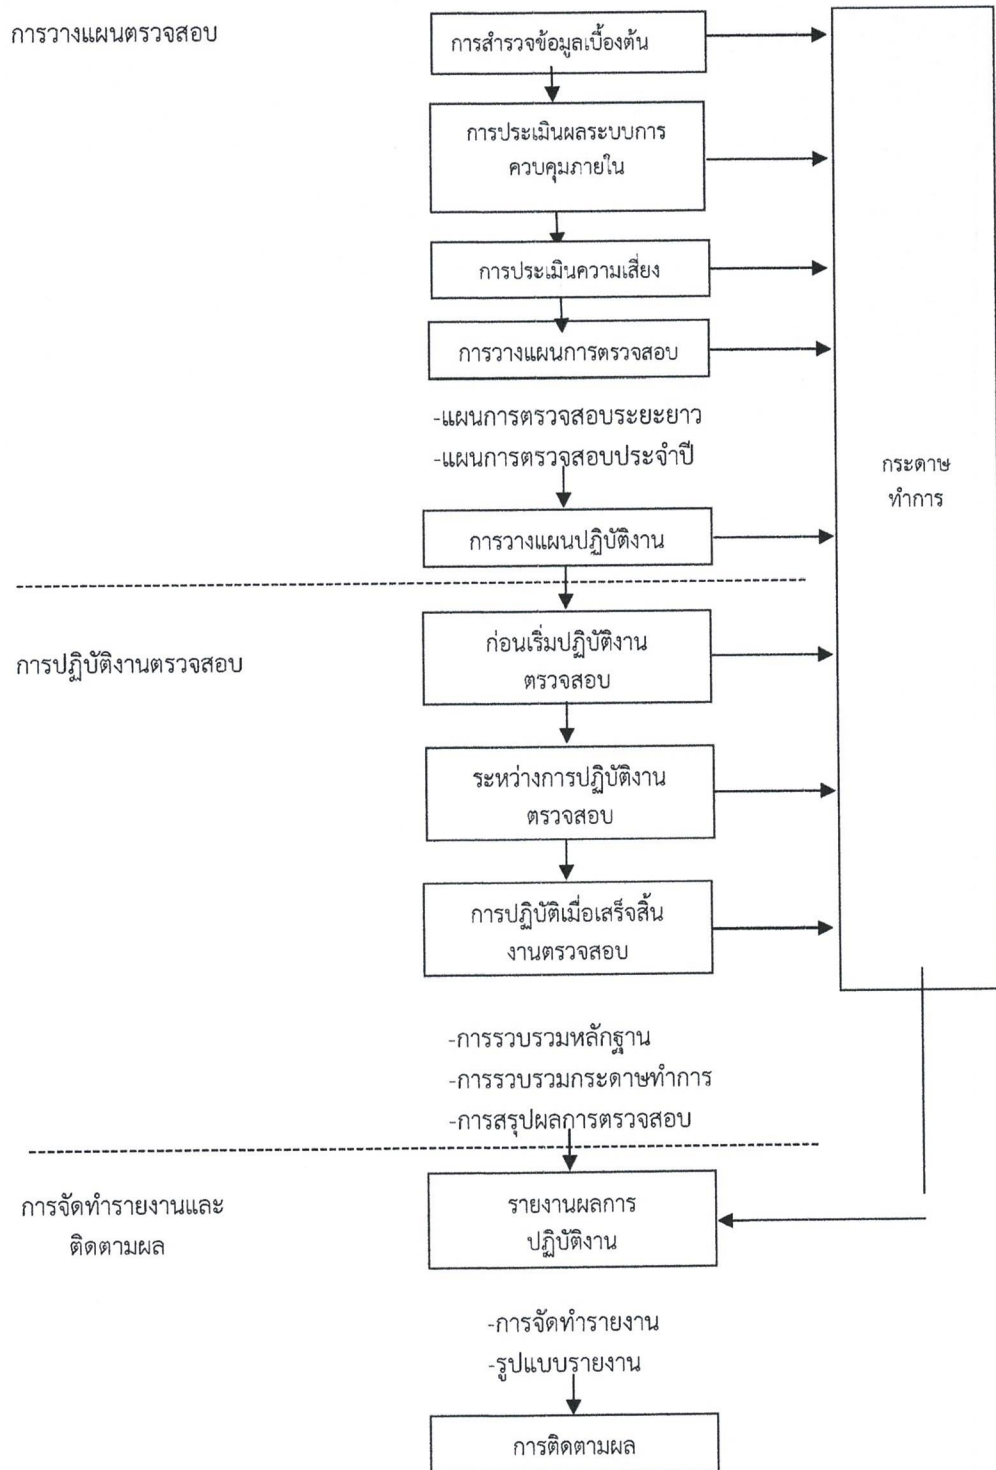 การวางแผนตรวจสอบ
การสำรวจข้อมูลเบื้องต้น
การประเมินผลระบบการ
ควบคุมภายใน
การประเมินความเสี่ยง
การวางแผนการตรวจสอบ
-แผนการตรวจสอบระยะยาว
-แผนการตรวจสอบประจำปี
กระดาษ
ทำการ
การวางแผนปฏิบัติงาน
การปฏิบัติงานตรวจสอบ
ก่อนเริ่มปฏิบัติงาน
ตรวจสอบ
ระหว่างการปฏิบัติงาน
ตรวจสอบ
การปฏิบัติเมื่อเสร็จสิ้น
งานตรวจสอบ
-การรวบรวมหลักฐาน
-การรวบรวมกระดาษทำการ
-การสรุปผลการตรวจสอบ
การจัดทำรายงานและ
ติดตามผล
รายงานผลการ
ปฏิบัติงาน
-การจัดทำรายงาน
-รูปแบบรายงาน
การติดตามผล